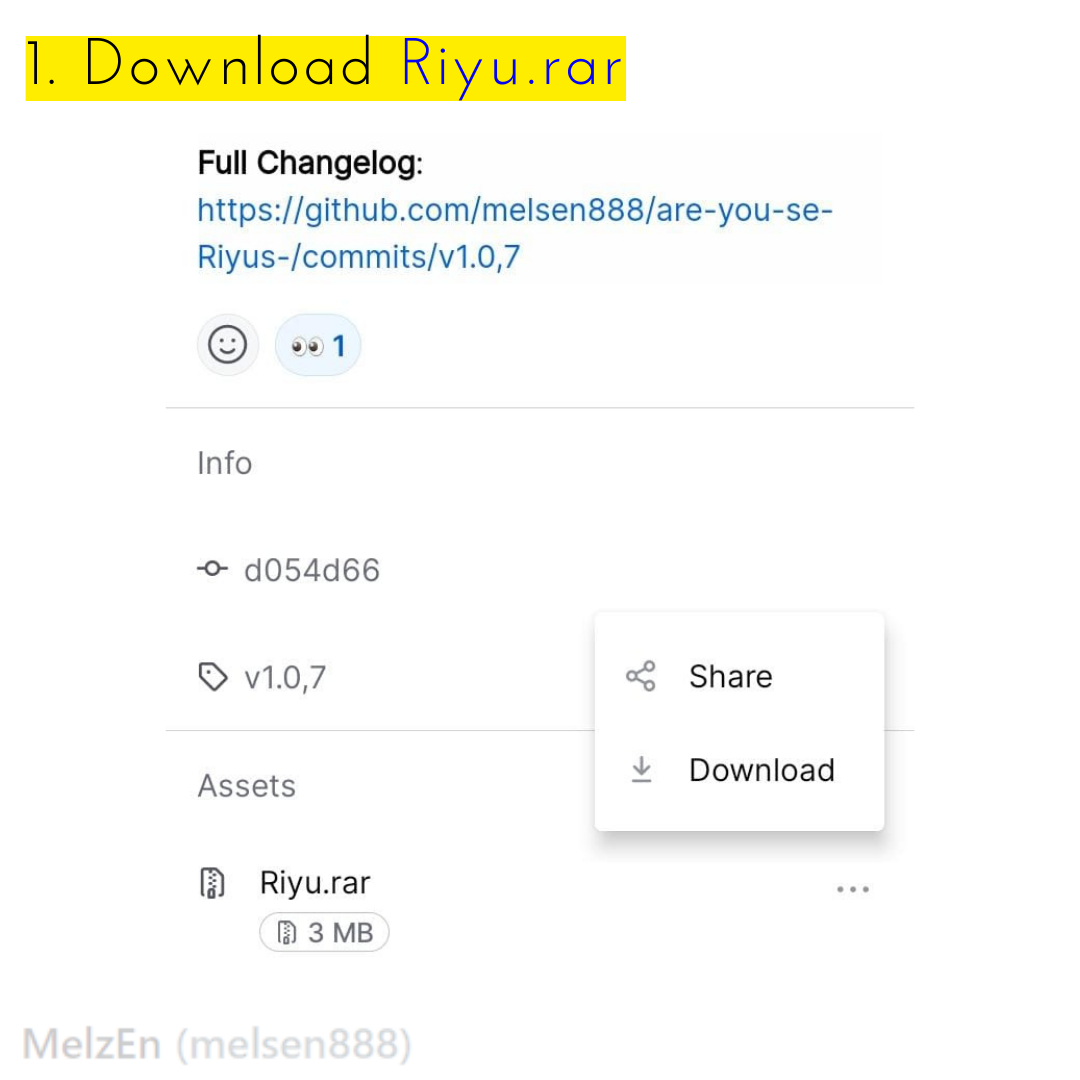 1. Download Riyu.rar
Full Changelog:
https://github.com/melsen888/are-you-se-
Riyus-/commits/v1.0,7
👀 1
Info
d054d66
v1.0,7
Share
Download
Assets
Riyu.rar
3 MB
MelzEn (melsen888)